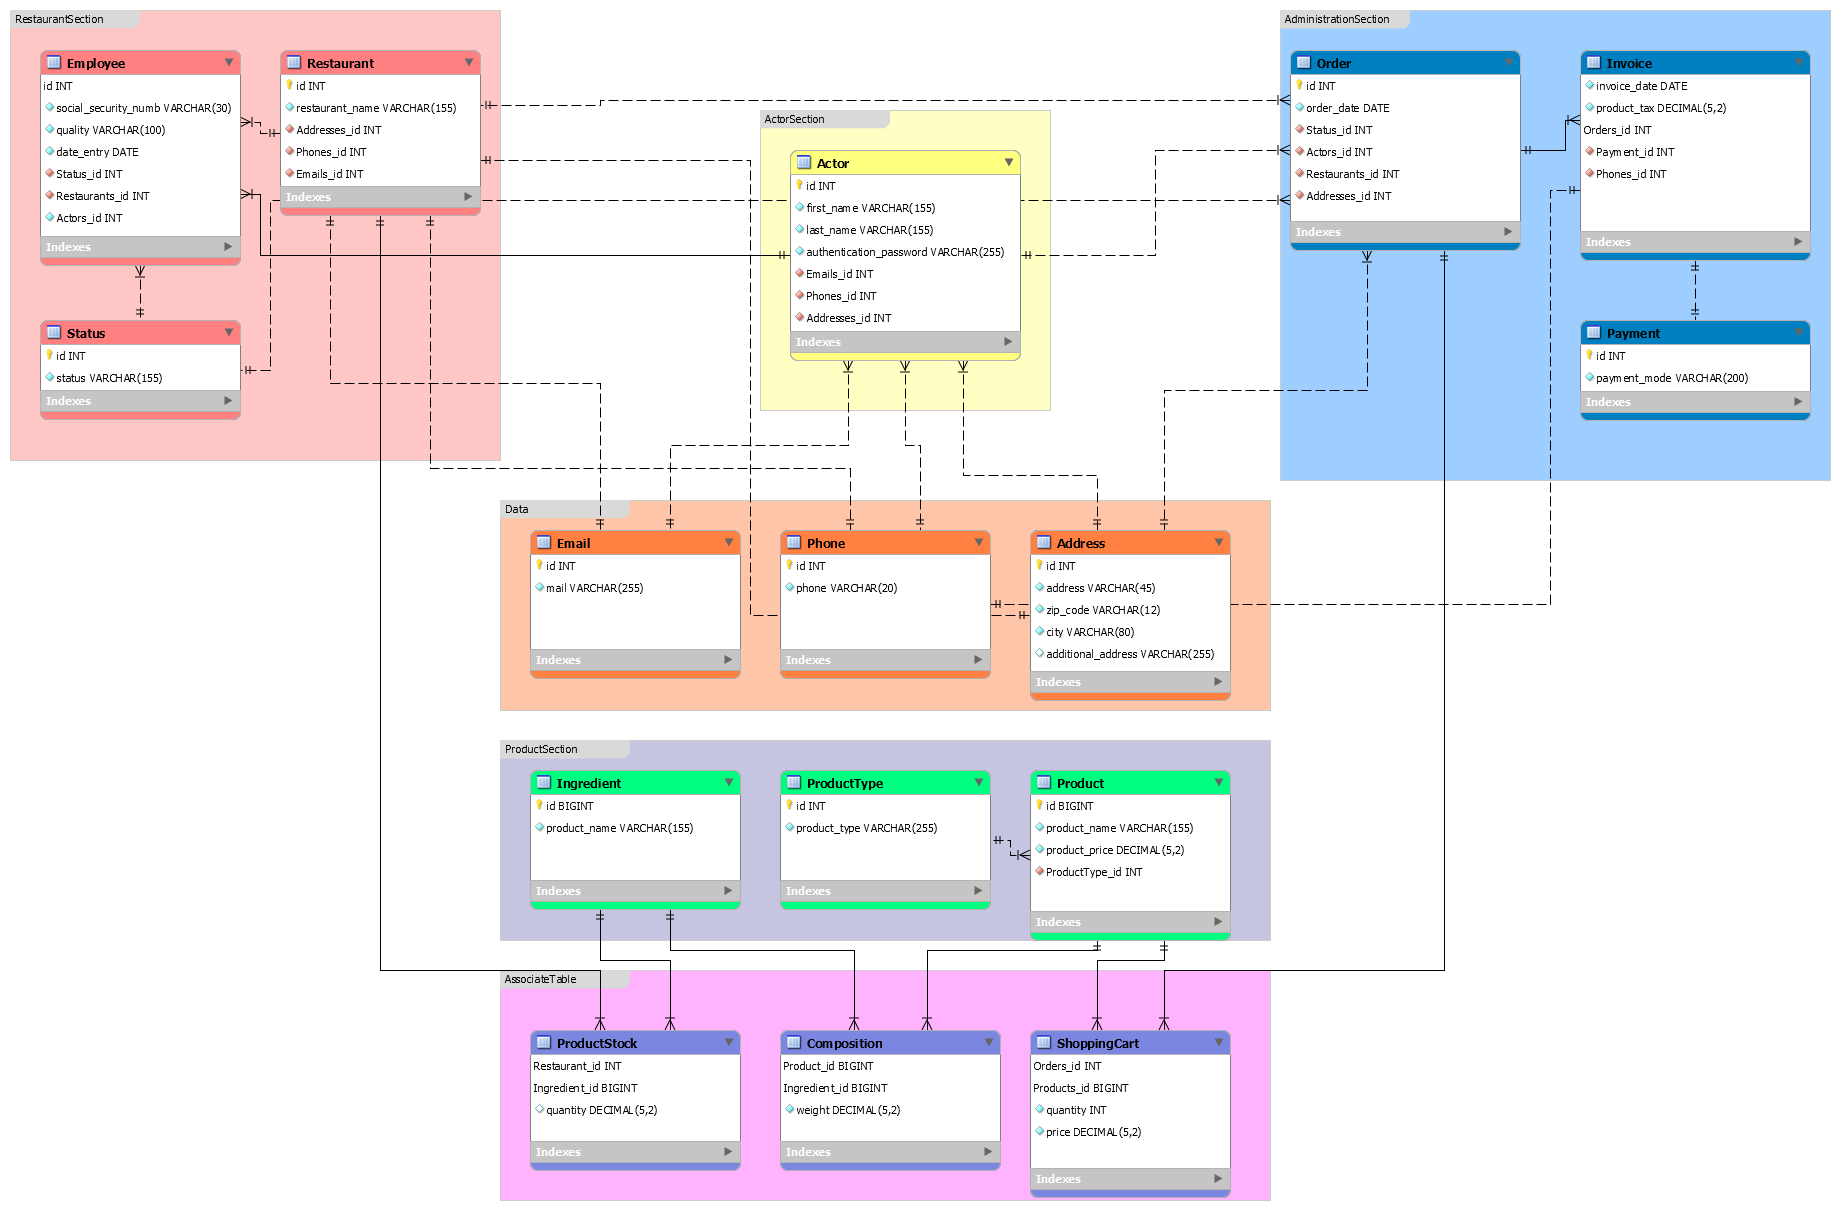 RestaurantSection
Employee
id INT
social_security_numb VARCHAR(30)
quality VARCHAR(100)
date_entry DATE
Status_id INT
Restaurants_id INT
Actors_id INT
Indexes
Restaurant
id INT
restaurant_name VARCHAR(155)
Addresses_id INT
Phones_id INT
Emails_id INT
Indexes
Status
id INT
status VARCHAR(155)
Indexes
ActorSection
Actor
id INT
first_name VARCHAR(155)
last_name VARCHAR(155)
authentication_password VARCHAR(255)
Emails_id INT
Phones_id INT
Addresses_id INT
Indexes
AdministrationSection
Order
id INT
order_date DATE
Status_id INT
Actors_id INT
Restaurants_id INT
Addresses_id INT
Indexes
Invoice
invoice_date DATE
product_tax DECIMAL(5,2)
Orders_id INT
Payment_id INT
Phones_id INT
Indexes
Payment
id INT
payment_mode VARCHAR(200)
Indexes
Data
Email
id INT
mail VARCHAR(255)
Indexes
Phone
id INT
phone VARCHAR(20)
Indexes
Address
id INT
address VARCHAR(45)
zip_code VARCHAR(12)
city VARCHAR(80)
additional_address VARCHAR(255)
Indexes
ProductSection
Ingredient
id BIGINT
product_name VARCHAR(155)
Indexes
ProductType
id INT
product_type VARCHAR(255)
Indexes
Product
id BIGINT
product_name VARCHAR(155)
product_price DECIMAL(5,2)
ProductType_id INT
Indexes
AssociateTable
ProductStock
Restaurant_id INT
Ingredient_id BIGINT
quantity DECIMAL(5,2)
Indexes
Composition
Product_id BIGINT
Ingredient_id BIGINT
weight DECIMAL(5,2)
Indexes
ShoppingCart
Orders_id INT
Products_id BIGINT
quantity INT
price DECIMAL(5,2)
Indexes